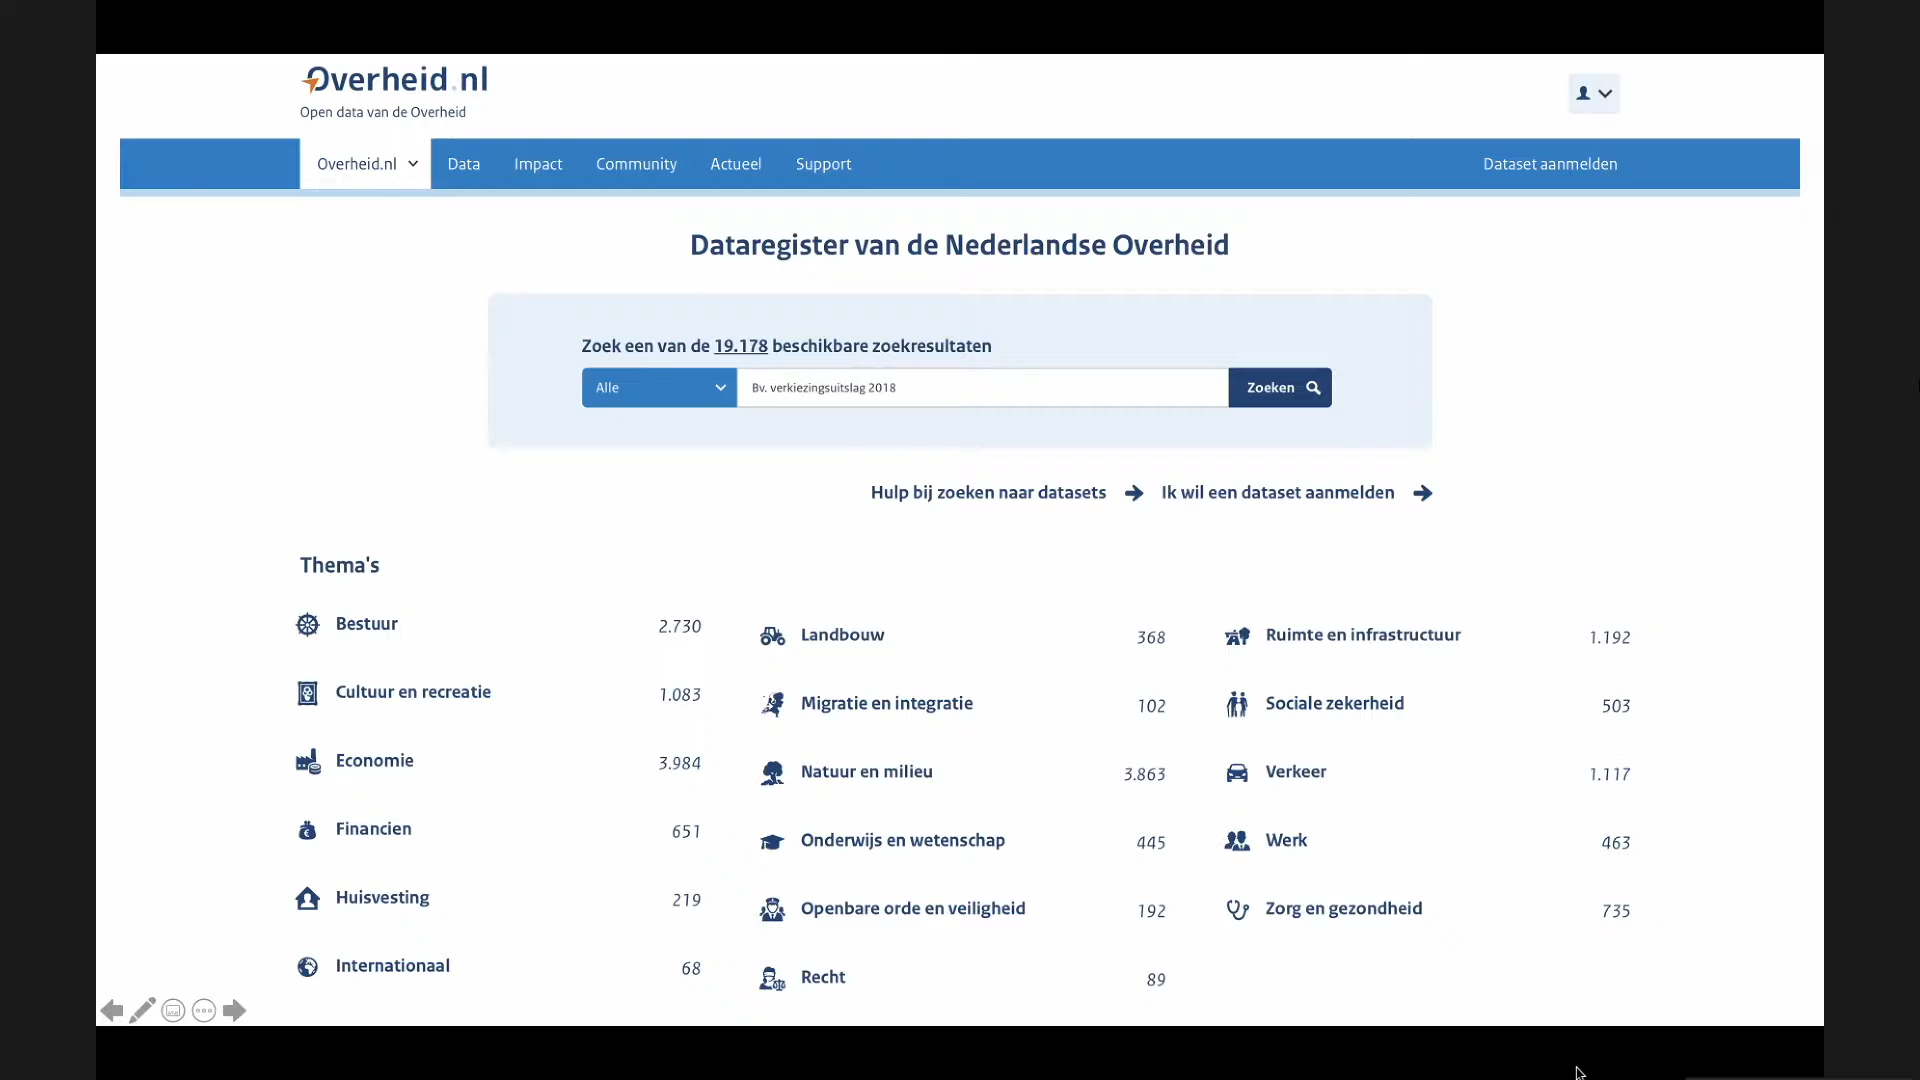 Overheid.nl
Open data van de Overheid
Overheid.nl Data Impact Community Actueel Support Dataset aanmelden
Dataregister van de Nederlandse Overheid
Zoek een van de 19.178 beschikbare zoekresultaten
Alle Bv. verkiezingsuitslag 2018 Zoeken
Hulp bij zoeken naar datasets Ik wil een dataset aanmelden
Thema's
Bestuur 2.730
Cultuur en recreatie 1.083
Economie 3.984
Financien 651
Huisvesting 219
Internationaal 68
Landbouw 368
Migratie en integratie 102
Natuur en milieu 3.863
Onderwijs en wetenschap 445
Openbare orde en veiligheid 192
Recht 89
Ruimte en infrastructuur 1.192
Sociale zekerheid 503
Verkeer 1.117
Werk 463
Zorg en gezondheid 735